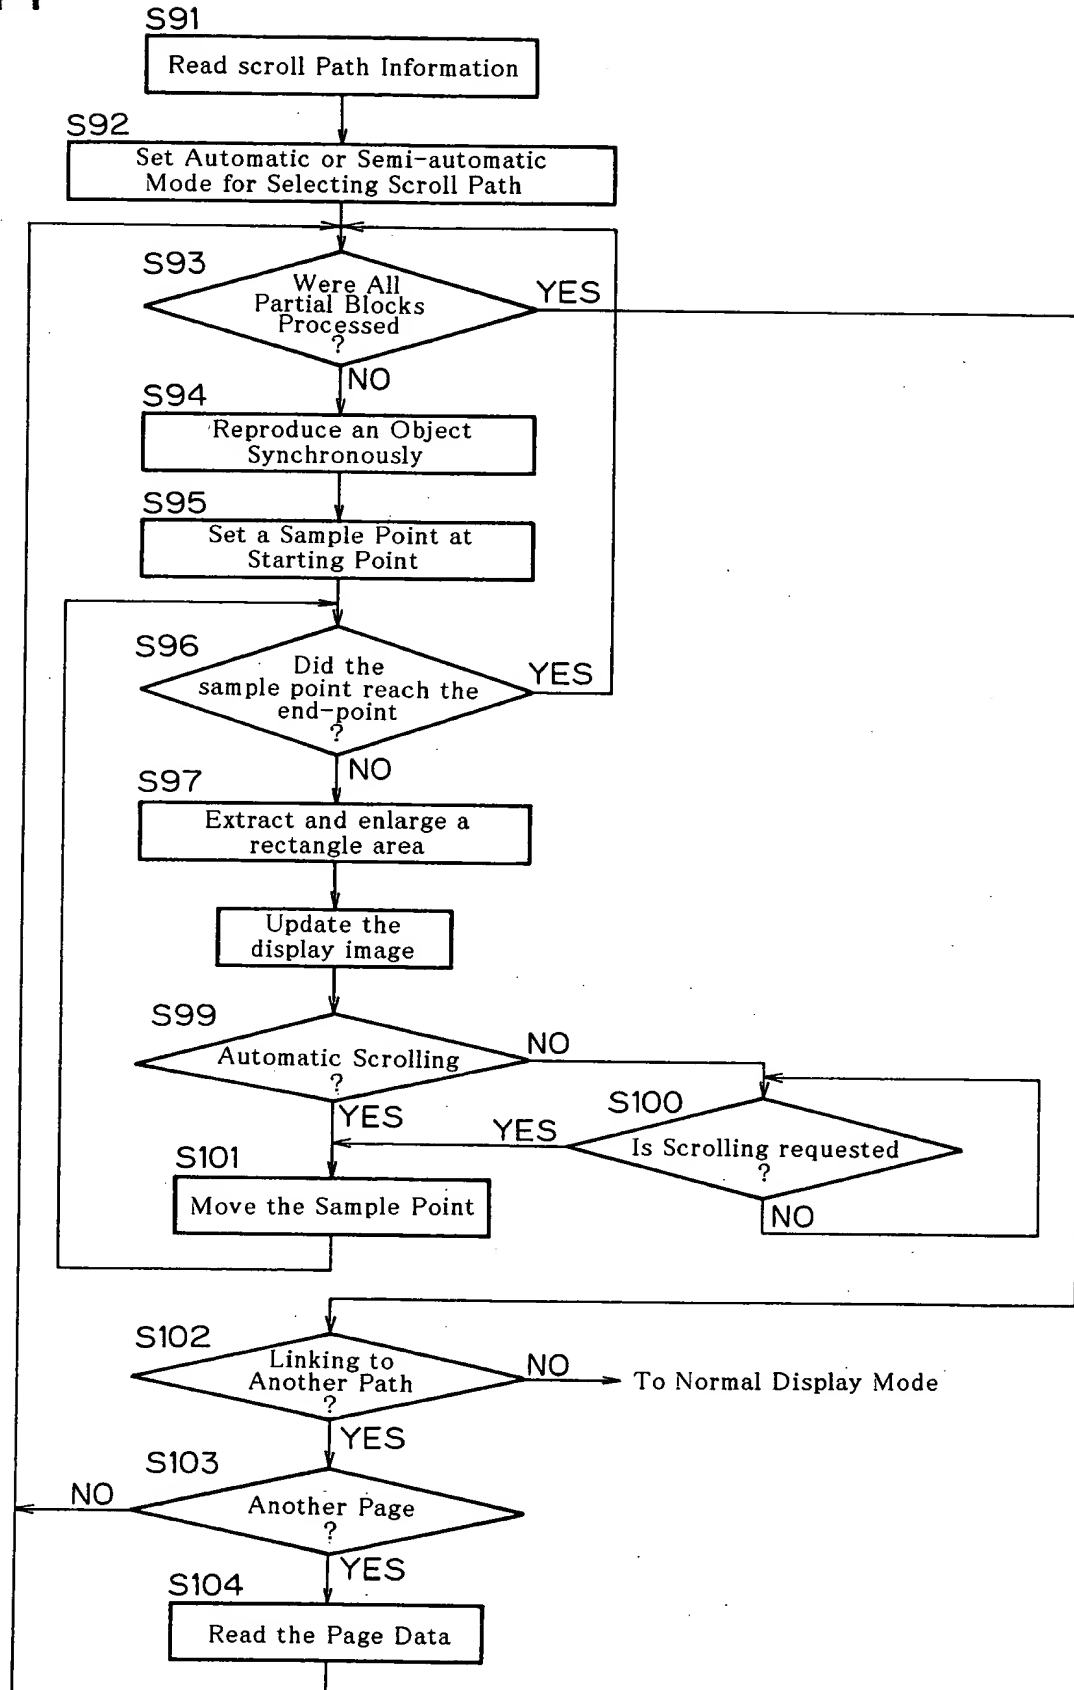 S91
Read scroll Path Information
S92
Set Automatic or Semi-automatic
Mode for Selecting Scroll Path
S93
Were All
Partial Blocks
Processed
?
YES
NO
S94
Reproduce an Object
Synchronously
S95
Set a Sample Point at
Starting Point
S96
Did the
sample point reach the
end-point
?
YES
NO
S97
Extract and enlarge a
rectangle area
Update the
display image
S99
Automatic Scrolling
?
NO
YES
S100
Is Scrolling requested
?
YES
NO
S101
Move the Sample Point
S102
Linking to
Another Path
?
NO
To Normal Display Mode
YES
S103
Another Page
?
NO
YES
S104
Read the Page Data